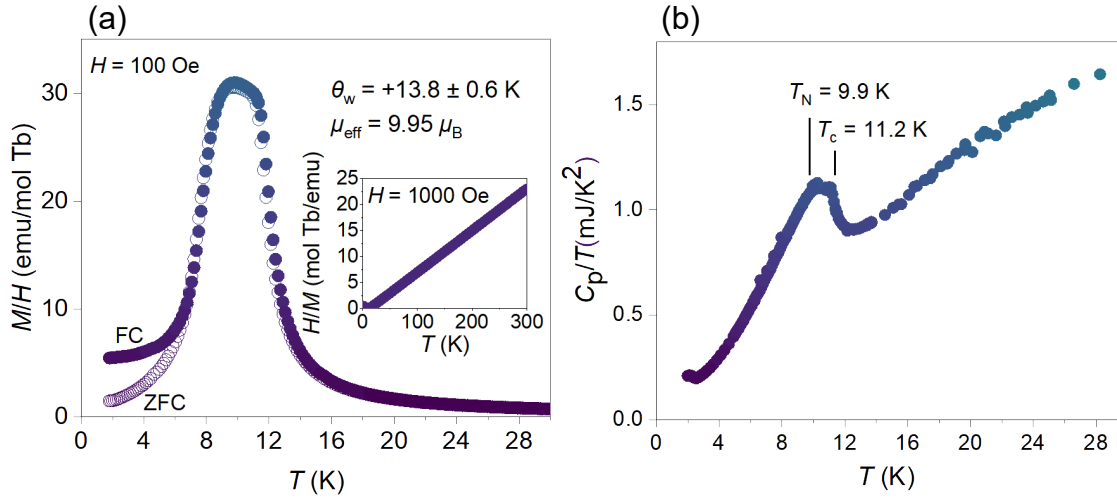 (a)
H = 100 Oe
θw = +13.8 ± 0.6 K
μeff = 9.95 μB
M/H (emu/mol Tb)
30
20
10
0
FC
ZFC
0 4 8 12 16 20 24 28
T (K)
H = 1000 Oe
H/M (mol Tb/emu)
25
20
15
10
5
0
0 100 200 300
T (K)
(b)
TN = 9.9 K
Tc = 11.2 K
Cp/T(mJ/K²)
1.5
1.0
0.5
0.0
0 4 8 12 16 20 24 28
T (K)